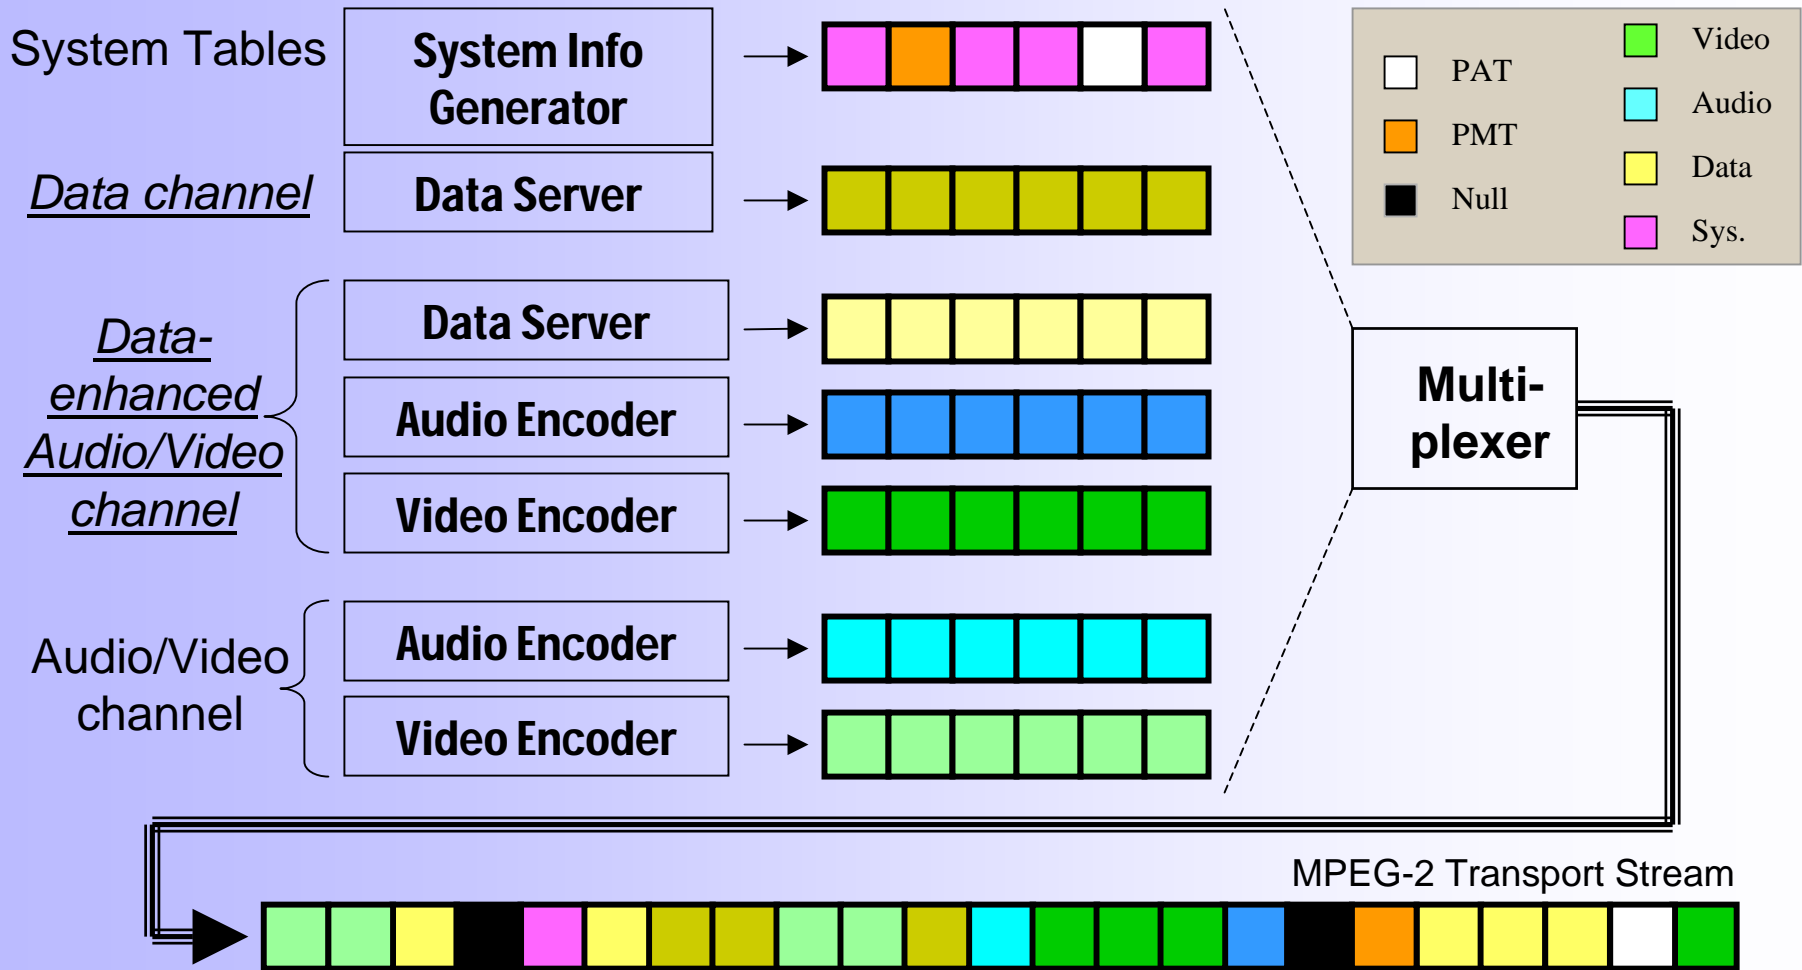 System Tables
System Info
Generator
Data channel
Data Server
Data-
enhanced
Audio/Video
channel
Data Server
Audio Encoder
Video Encoder
Audio/Video
channel
Audio Encoder
Video Encoder
PAT
PMT
Null
Video
Audio
Data
Sys.
Multi-
plexer
MPEG-2 Transport Stream